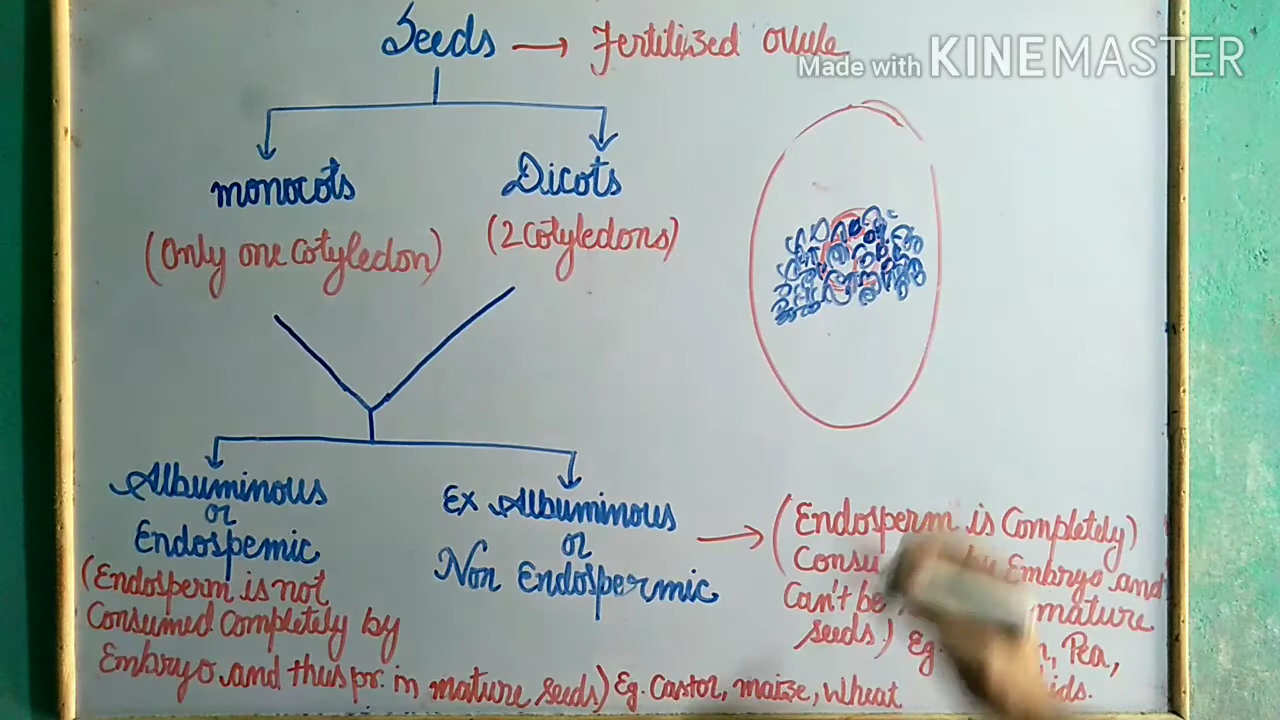 Seeds → Fertilized ovule
Made with KINEMASTER
monocots
Dicots
(Only one Cotyledon)
(2 Cotyledons)
Albuminous
or
Endospemic
(Endosperm is not
Consumed Completely by
Embryo and thus pr. in mature seeds) Eg. Castor, maize, wheat
Ex Albuminous
or
Non Endospermic
→ (Endosperm is Completely)
by Embryo and
Can't be mature
seeds) Eg. Pea,